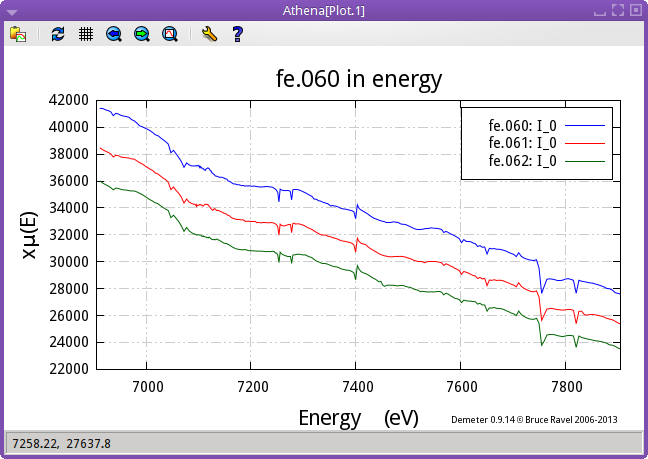 Athena[Plot.1]
fe.060 in energy
42000
40000
38000
36000
34000
32000
30000
28000
26000
24000
22000
xμ(E)
fe.060: I_0
fe.061: I_0
fe.062: I_0
7000 7200 7400 7600 7800
Energy (eV)
Demeter 0.9.14 © Bruce Ravel 2006-2013
7258.22, 27637.8